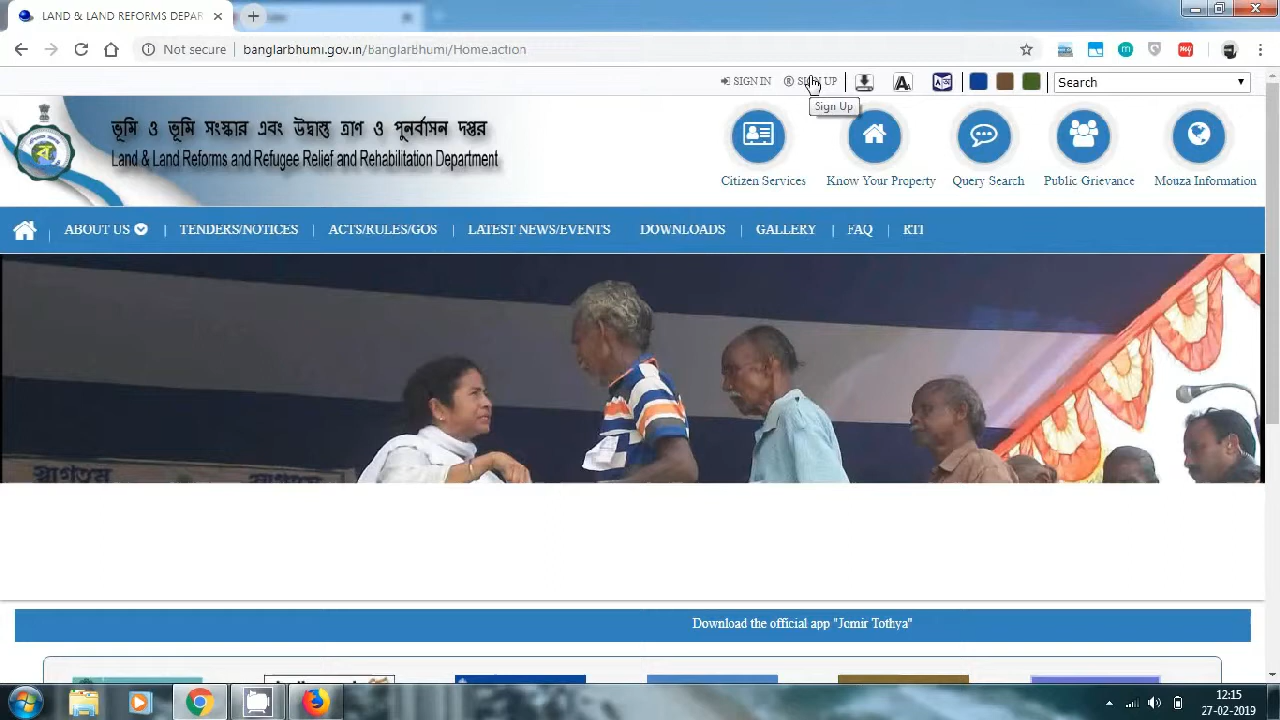 LAND & LAND REFORMS DEPAR
Not secure
banglarbhumi.gov.in/BanglarBhumi/Home.action
SIGN IN
SIGN UP
A
Search
Sign Up
ভূমি ও ভূমি সংস্কার এবং উদ্বাস্তু ত্রাণ ও পুনর্বাসন দপ্তর
Land & Land Reforms and Refugee Relief and Rehabilitation Department
Citizen Services
Know Your Property
Query Search
Public Grievance
Mouza Information
ABOUT US
TENDERS/NOTICES
ACTS/RULES/GOS
LATEST NEWS/EVENTS
DOWNLOADS
GALLERY
FAQ
RTI
স্বাগতম
Download the official app "Jomir Tothya"
12:15
27-02-2019